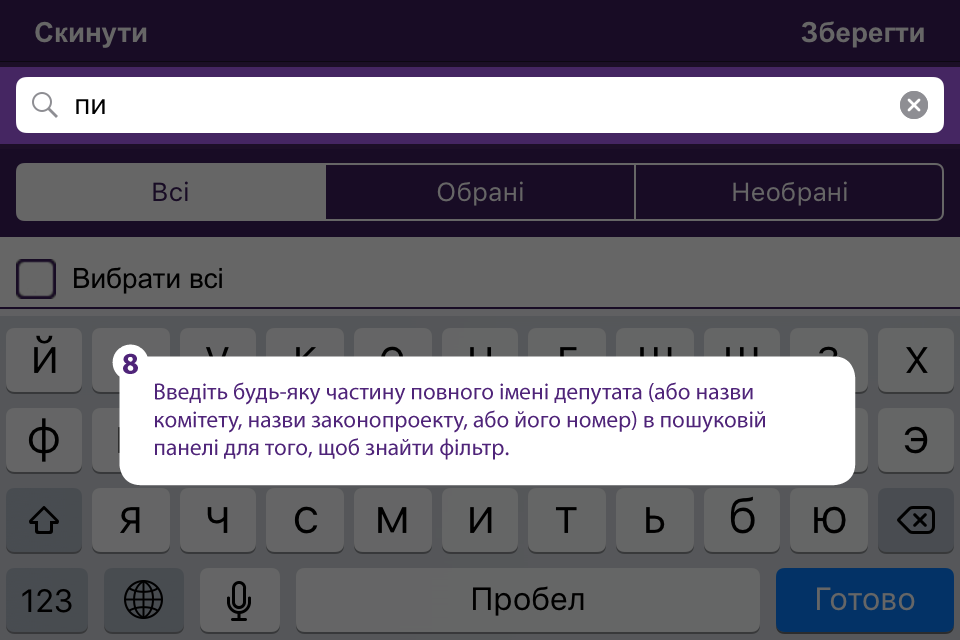 Скинути Зберегти
пи
Всі Обрані Необрані
Вибрати всі
Й Х
8
Введіть будь-яку частину повного імені депутата (або назви
комітету, назви законопроекту, або його номер) в пошуковій
панелі для того, щоб знайти фільтр.
ф э
я ч с м и т ь б ю
123 Пробел Готово